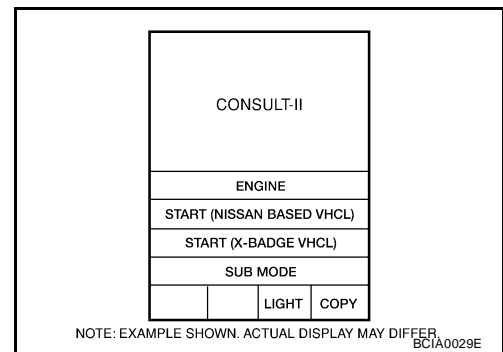 CONSULT-II
ENGINE
START (NISSAN BASED VHCL)
START (X-BADGE VHCL)
SUB MODE
LIGHT COPY
NOTE: EXAMPLE SHOWN. ACTUAL DISPLAY MAY DIFFER.
BCIA0029E